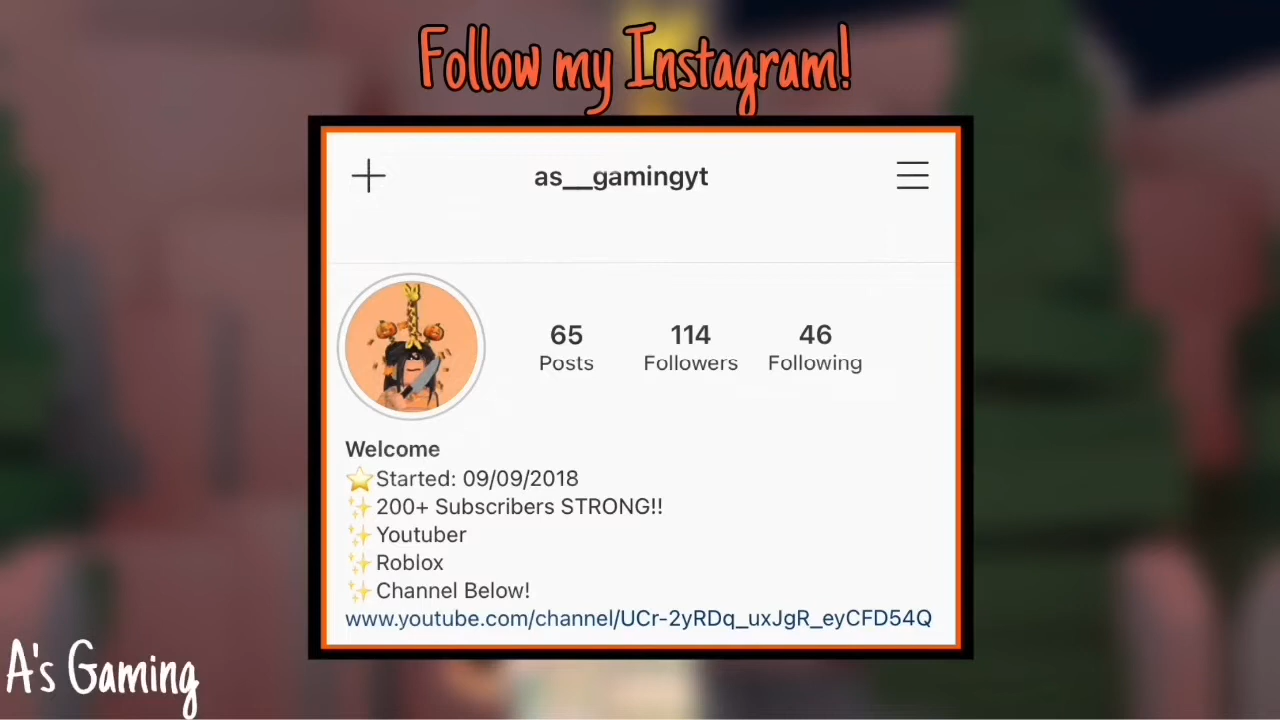 Follow my Instagram!
as__gamingyt
65 114 46
Posts Followers Following
Welcome
⭐Started: 09/09/2018
✨200+ Subscribers STRONG!!
✨Youtuber
✨Roblox
✨Channel Below!
www.youtube.com/channel/UCr-2yRDq_uxJgR_eyCFD54Q
A's Gaming